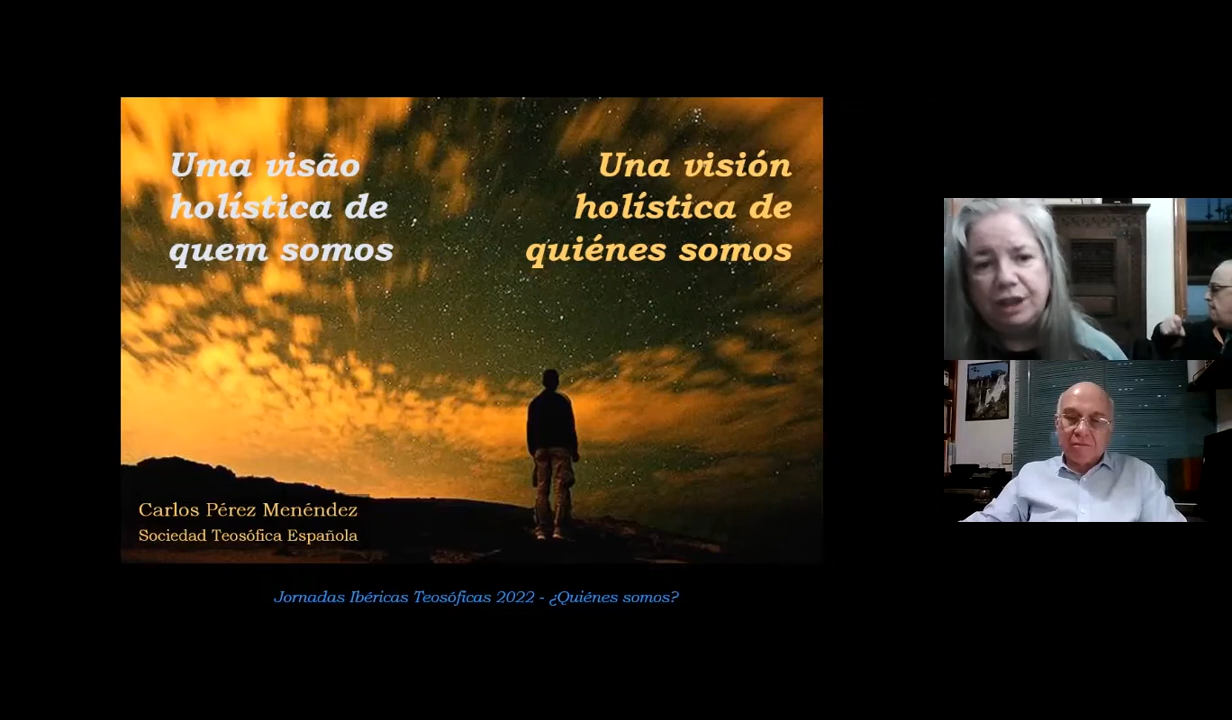 Uma visão
holística de
quem somos
Una visión
holística de
quiénes somos
Carlos Pérez Menéndez
Sociedad Teosófica Española
Jornadas Ibéricas Teosóficas 2022 - ¿Quiénes somos?